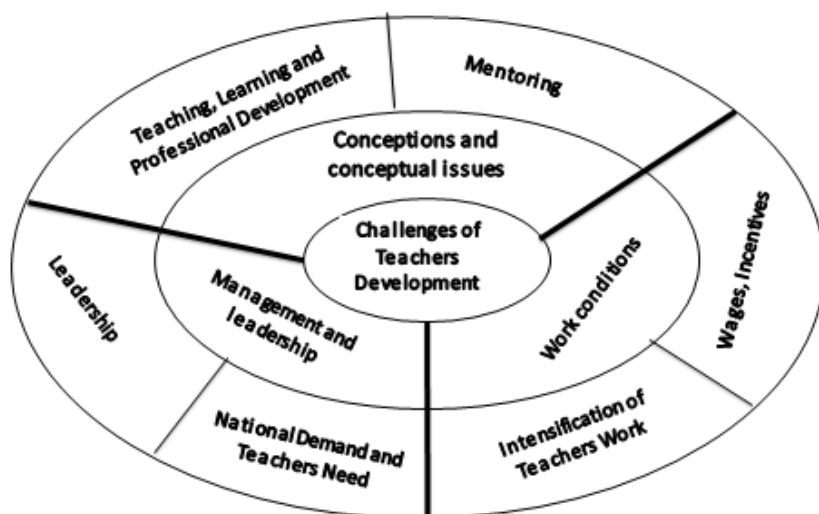 Teaching, Learning and
Professional Development
Mentoring
Conceptions and
conceptual issues
Challenges of
Teachers
Development
Wages, Incentives
Work conditions
Leadership
Management and
leadership
National Demand and
Teachers Need
Intensification of
Teachers Work